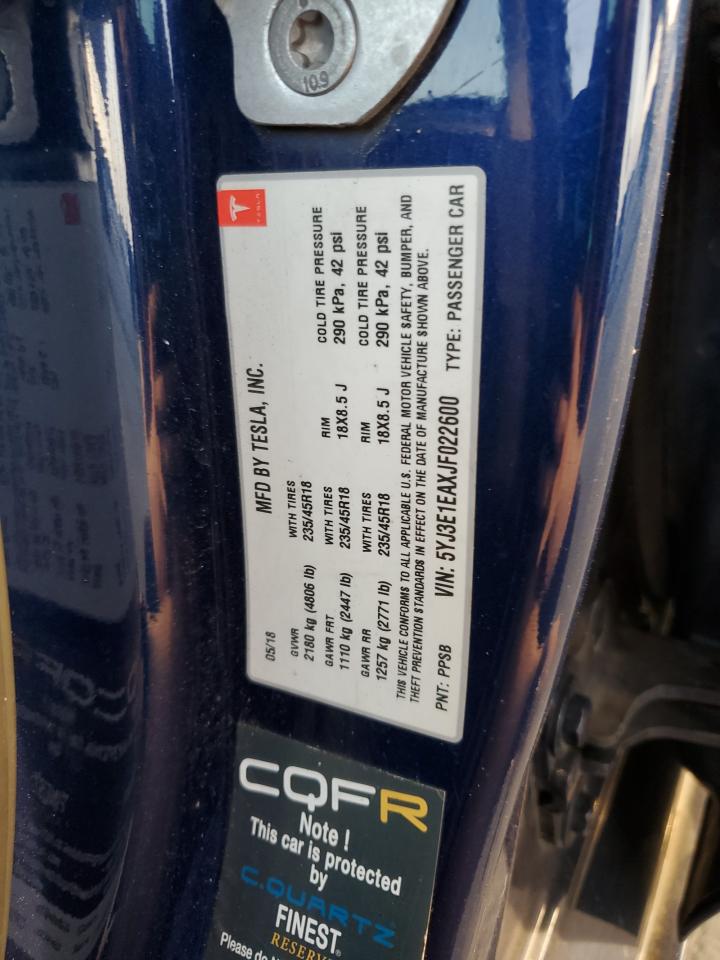 10.9
TESLA
MFD BY TESLA, INC.
05/18
GVWR WITH TIRES
2180 kg (4806 lb) 235/45R18
GAWR FRT WITH TIRES RIM COLD TIRE PRESSURE
1110 kg (2447 lb) 235/45R18 18X8.5 J 290 kPa, 42 psi
GAWR RR WITH TIRES RIM COLD TIRE PRESSURE
1257 kg (2771 lb) 235/45R18 18X8.5 J 290 kPa, 42 psi
THIS VEHICLE CONFORMS TO ALL APPLICABLE U.S. FEDERAL MOTOR VEHICLE SAFETY, BUMPER, AND
THEFT PREVENTION STANDARDS IN EFFECT ON THE DATE OF MANUFACTURE SHOWN ABOVE.
PNT: PPSB VIN: 5YJ3E1EAXJF022600 TYPE: PASSENGER CAR
CQFR
Note !
This car is protected
by
C.QUARTZ
FINEST®
Please do